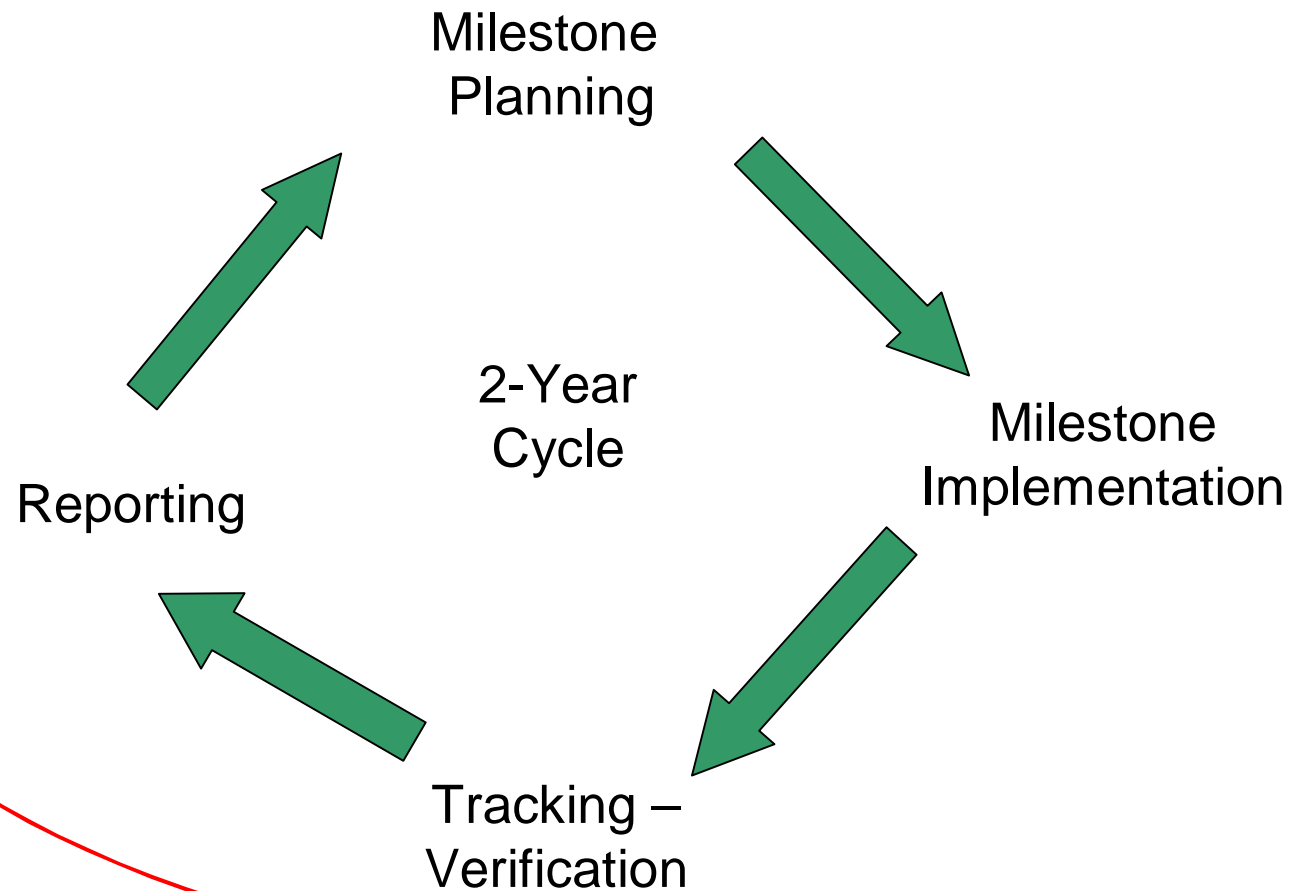 Milestone
Planning
2-Year
Cycle
Milestone
Implementation
Reporting
Tracking –
Verification